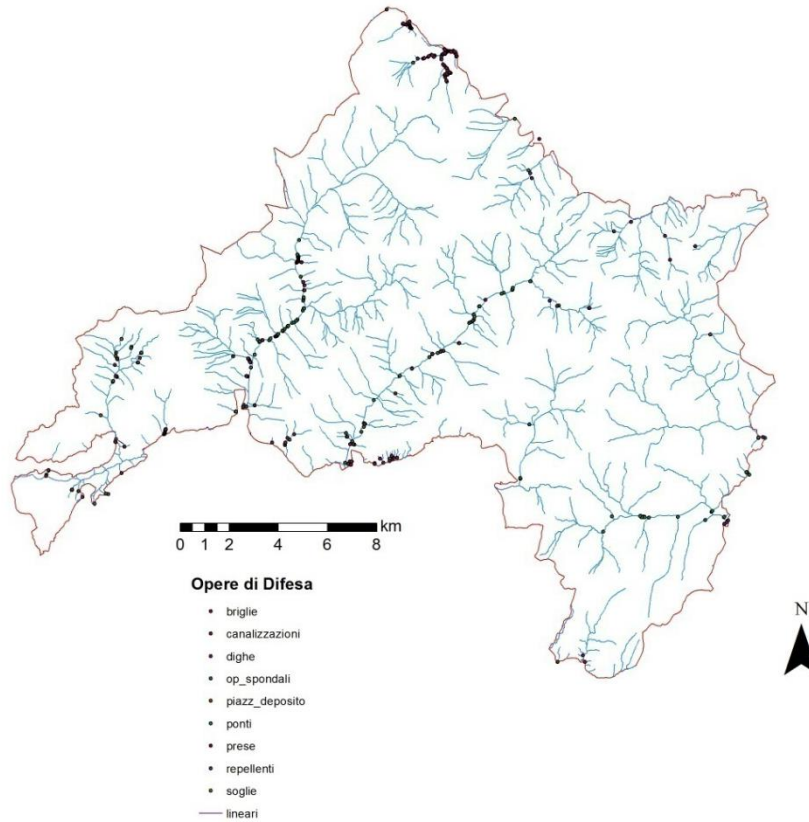 km
0 1 2 4 6 8
Opere di Difesa
briglie
canalizzazioni
dighe
op_spondali
piazz_deposito
ponti
prese
repellenti
soglie
lineari
N